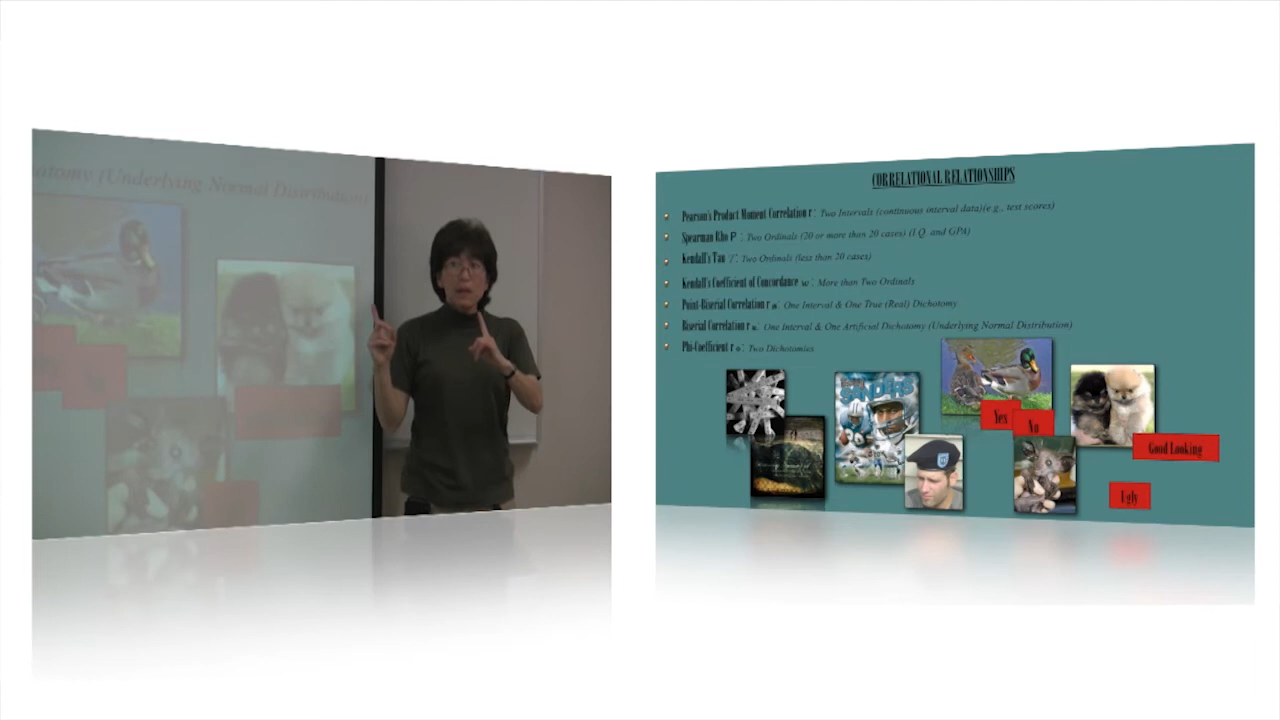 otomy (Underlying Normal Distribution)
CORRELATIONAL RELATIONSHIPS
Pearson's Product Moment Correlation r: Two Intervals (continuous interval data)(e.g., test scores)
Spearman Rho P: Two Ordinals (20 or more than 20 cases) (I.Q. and GPA)
Kendall's Tau T: Two Ordinals (less than 20 cases)
Kendall's Coefficient of Concordance w: More than Two Ordinals
Point-Biserial Correlation r: One Interval & One True (Real) Dichotomy
Biserial Correlation r: One Interval & One Artificial Dichotomy (Underlying Normal Distribution)
Phi-Coefficient r: Two Dichotomies
SANDERS
20
Yes
No
Good Looking
Ugly